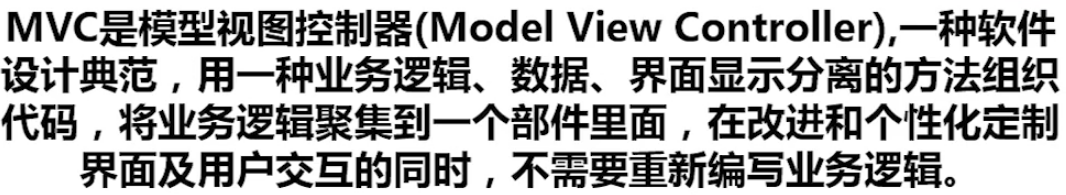 MVC是模型视图控制器(Model View Controller),一种软件
设计典范，用一种业务逻辑、数据、界面显示分离的方法组织
代码，将业务逻辑聚集到一个部件里面，在改进和个性化定制
界面及用户交互的同时，不需要重新编写业务逻辑。